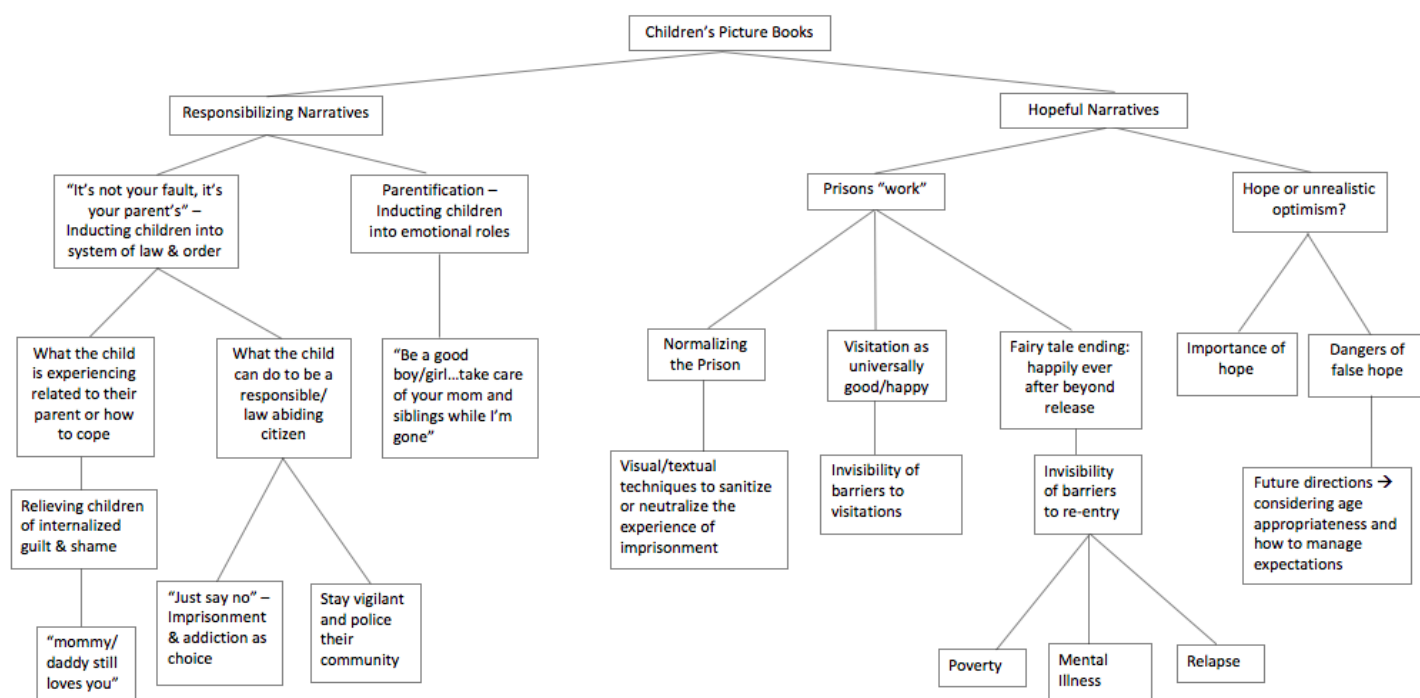 Children's Picture Books
Responsibilizing Narratives
Hopeful Narratives
"It's not your fault, it's
your parent's" –
Inducting children into
system of law & order
Parentification –
Inducting children
into emotional roles
Prisons "work"
Hope or unrealistic
optimism?
What the child
is experiencing
related to their
parent or how
to cope
What the child
can do to be a
responsible/
law abiding
citizen
"Be a good
boy/girl...take care
of your mom and
siblings while I'm
gone"
Normalizing
the Prison
Visitation as
universally
good/happy
Fairy tale ending:
happily ever
after beyond
release
Importance of
hope
Dangers of
false hope
Relieving children
of internalized
guilt & shame
Visual/textual
techniques to sanitize
or neutralize the
experience of
imprisonment
Invisibility of
barriers to
visitations
Invisibility
of barriers
to re-entry
Future directions →
considering age
appropriateness and
how to manage
expectations
"mommy/
daddy still
loves you"
"Just say no" –
Imprisonment
& addiction as
choice
Stay vigilant
and police
their
community
Poverty
Mental
Illness
Relapse